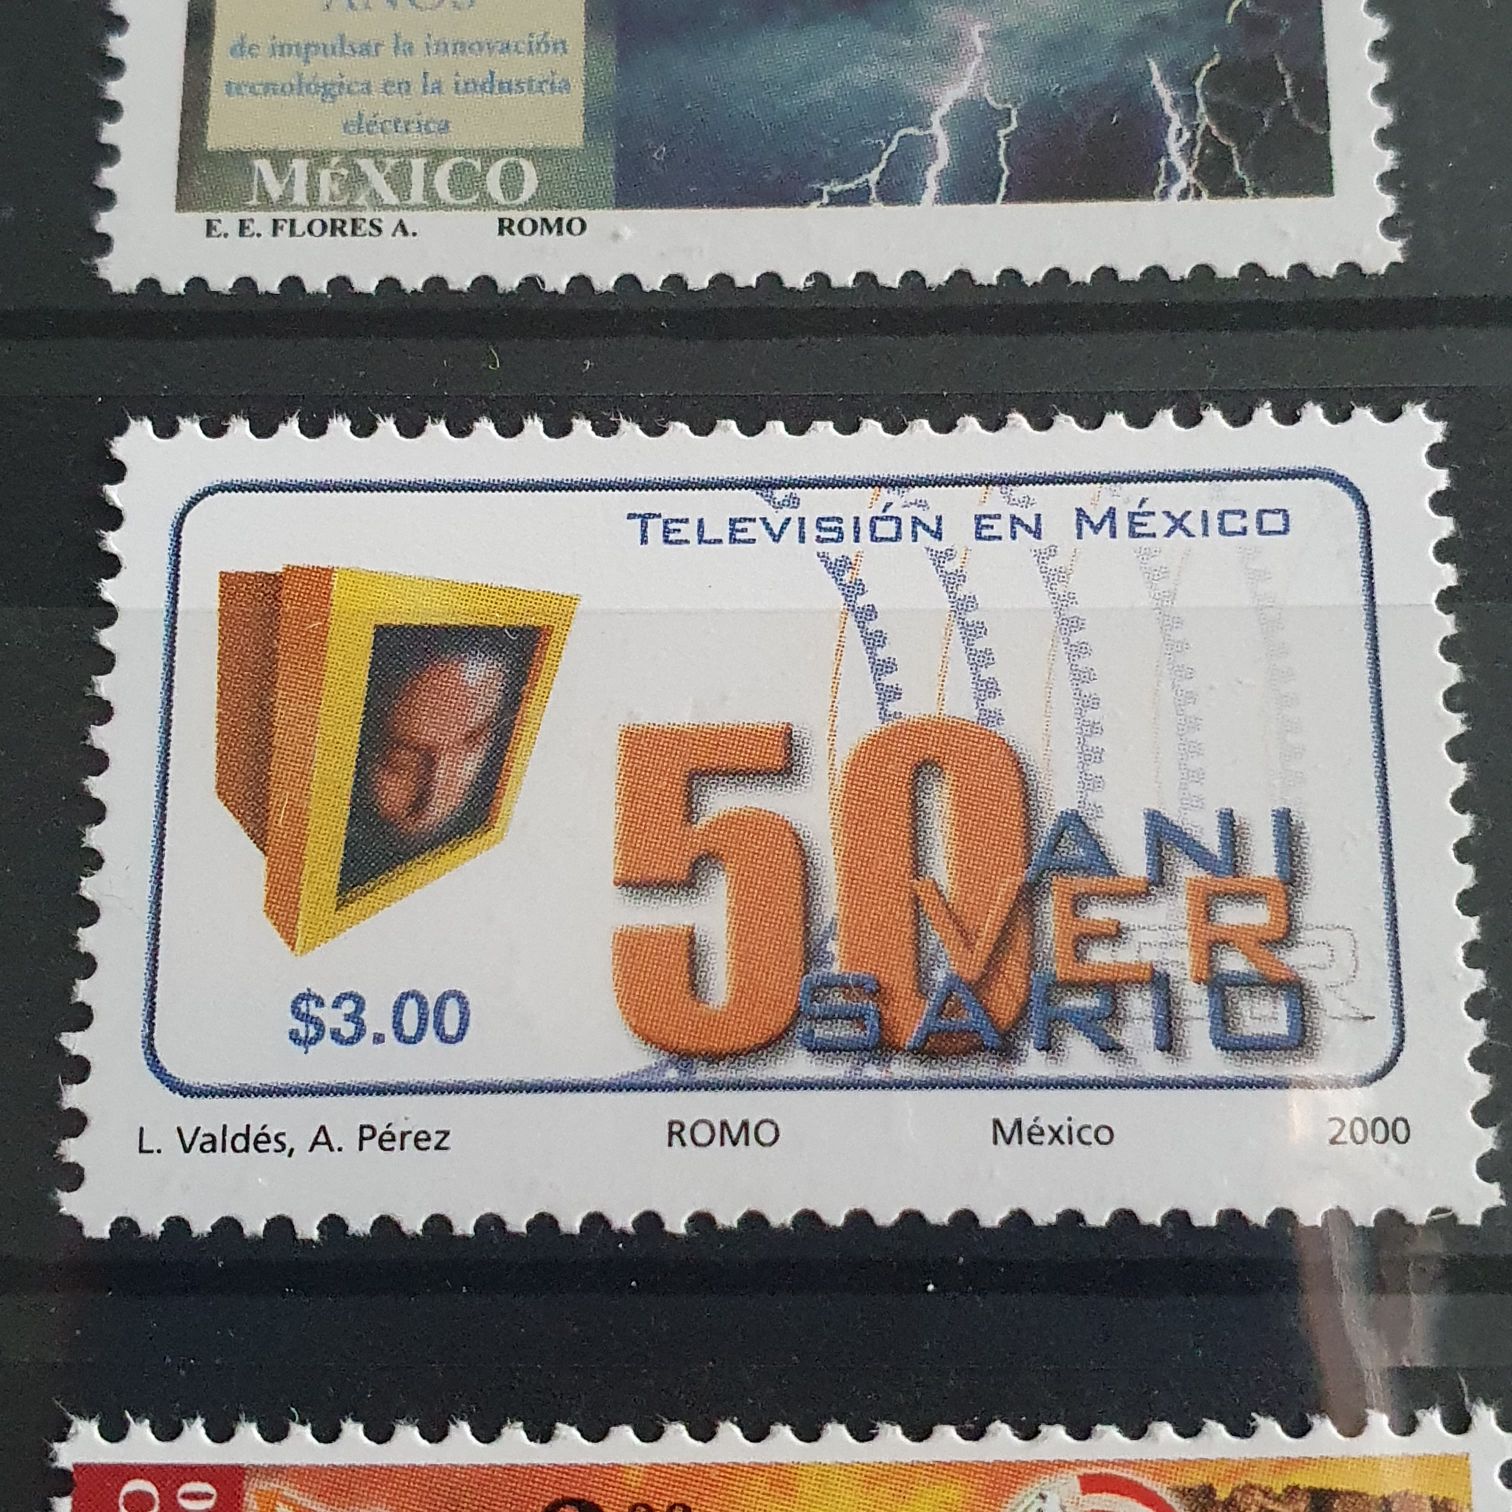 AÑOS
de impulsar la innovación
tecnológica en la industria
eléctrica
MÉXICO
E. E. FLORES A. ROMO
TELEVISIÓN EN MÉXICO
50 ANI
VER
SARIO
$3.00
L. Valdés, A. Pérez ROMO México 2000